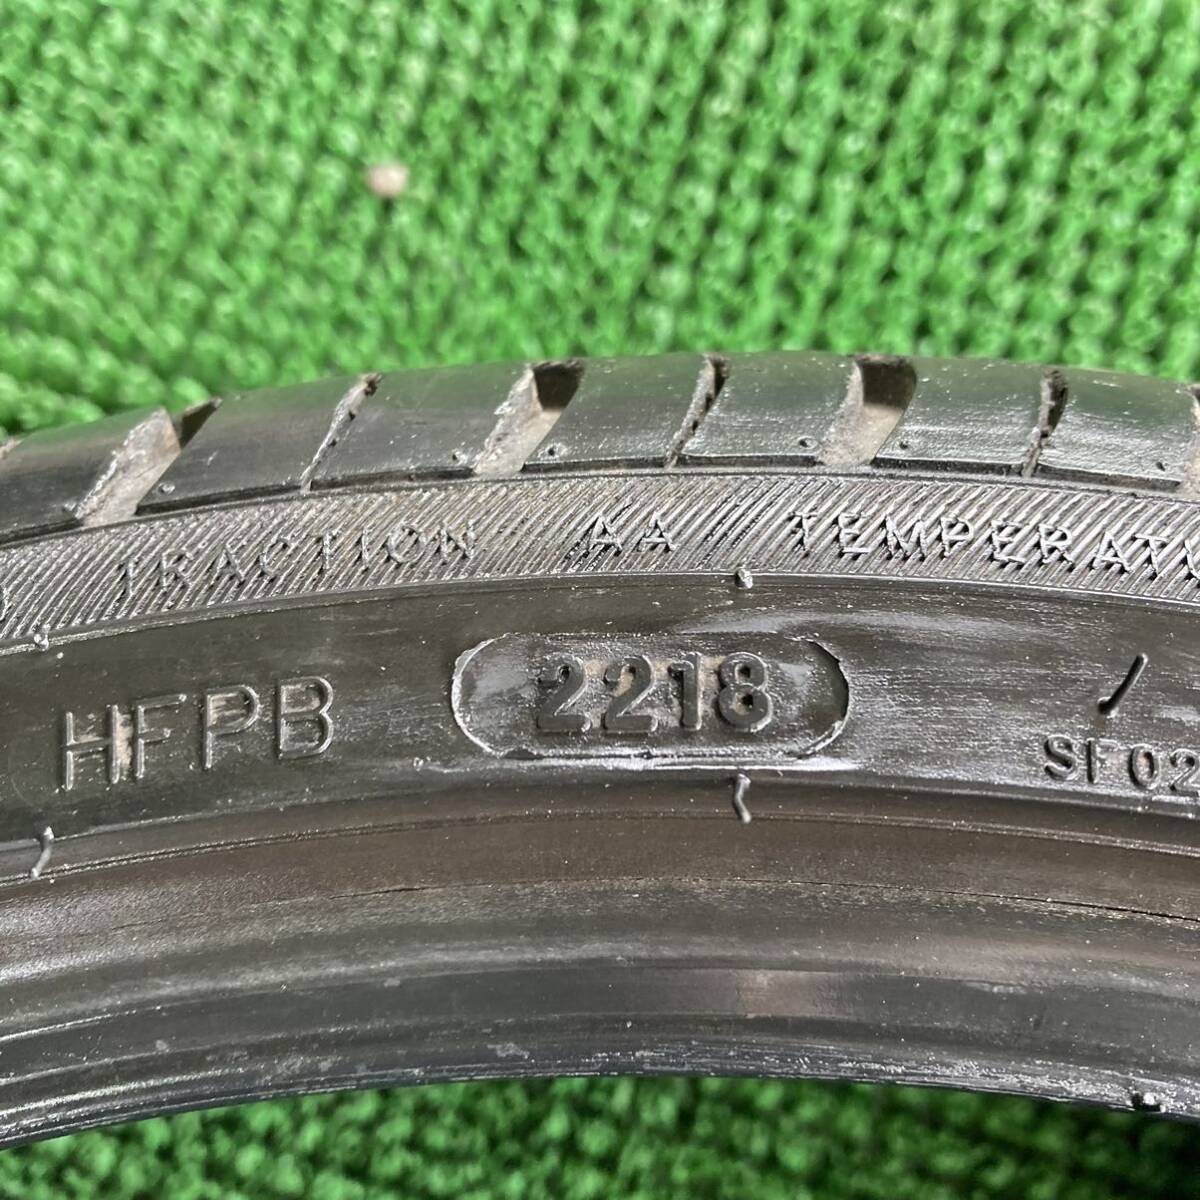 TRACTION AA TEMPERATU
HFPB 2218
SF02